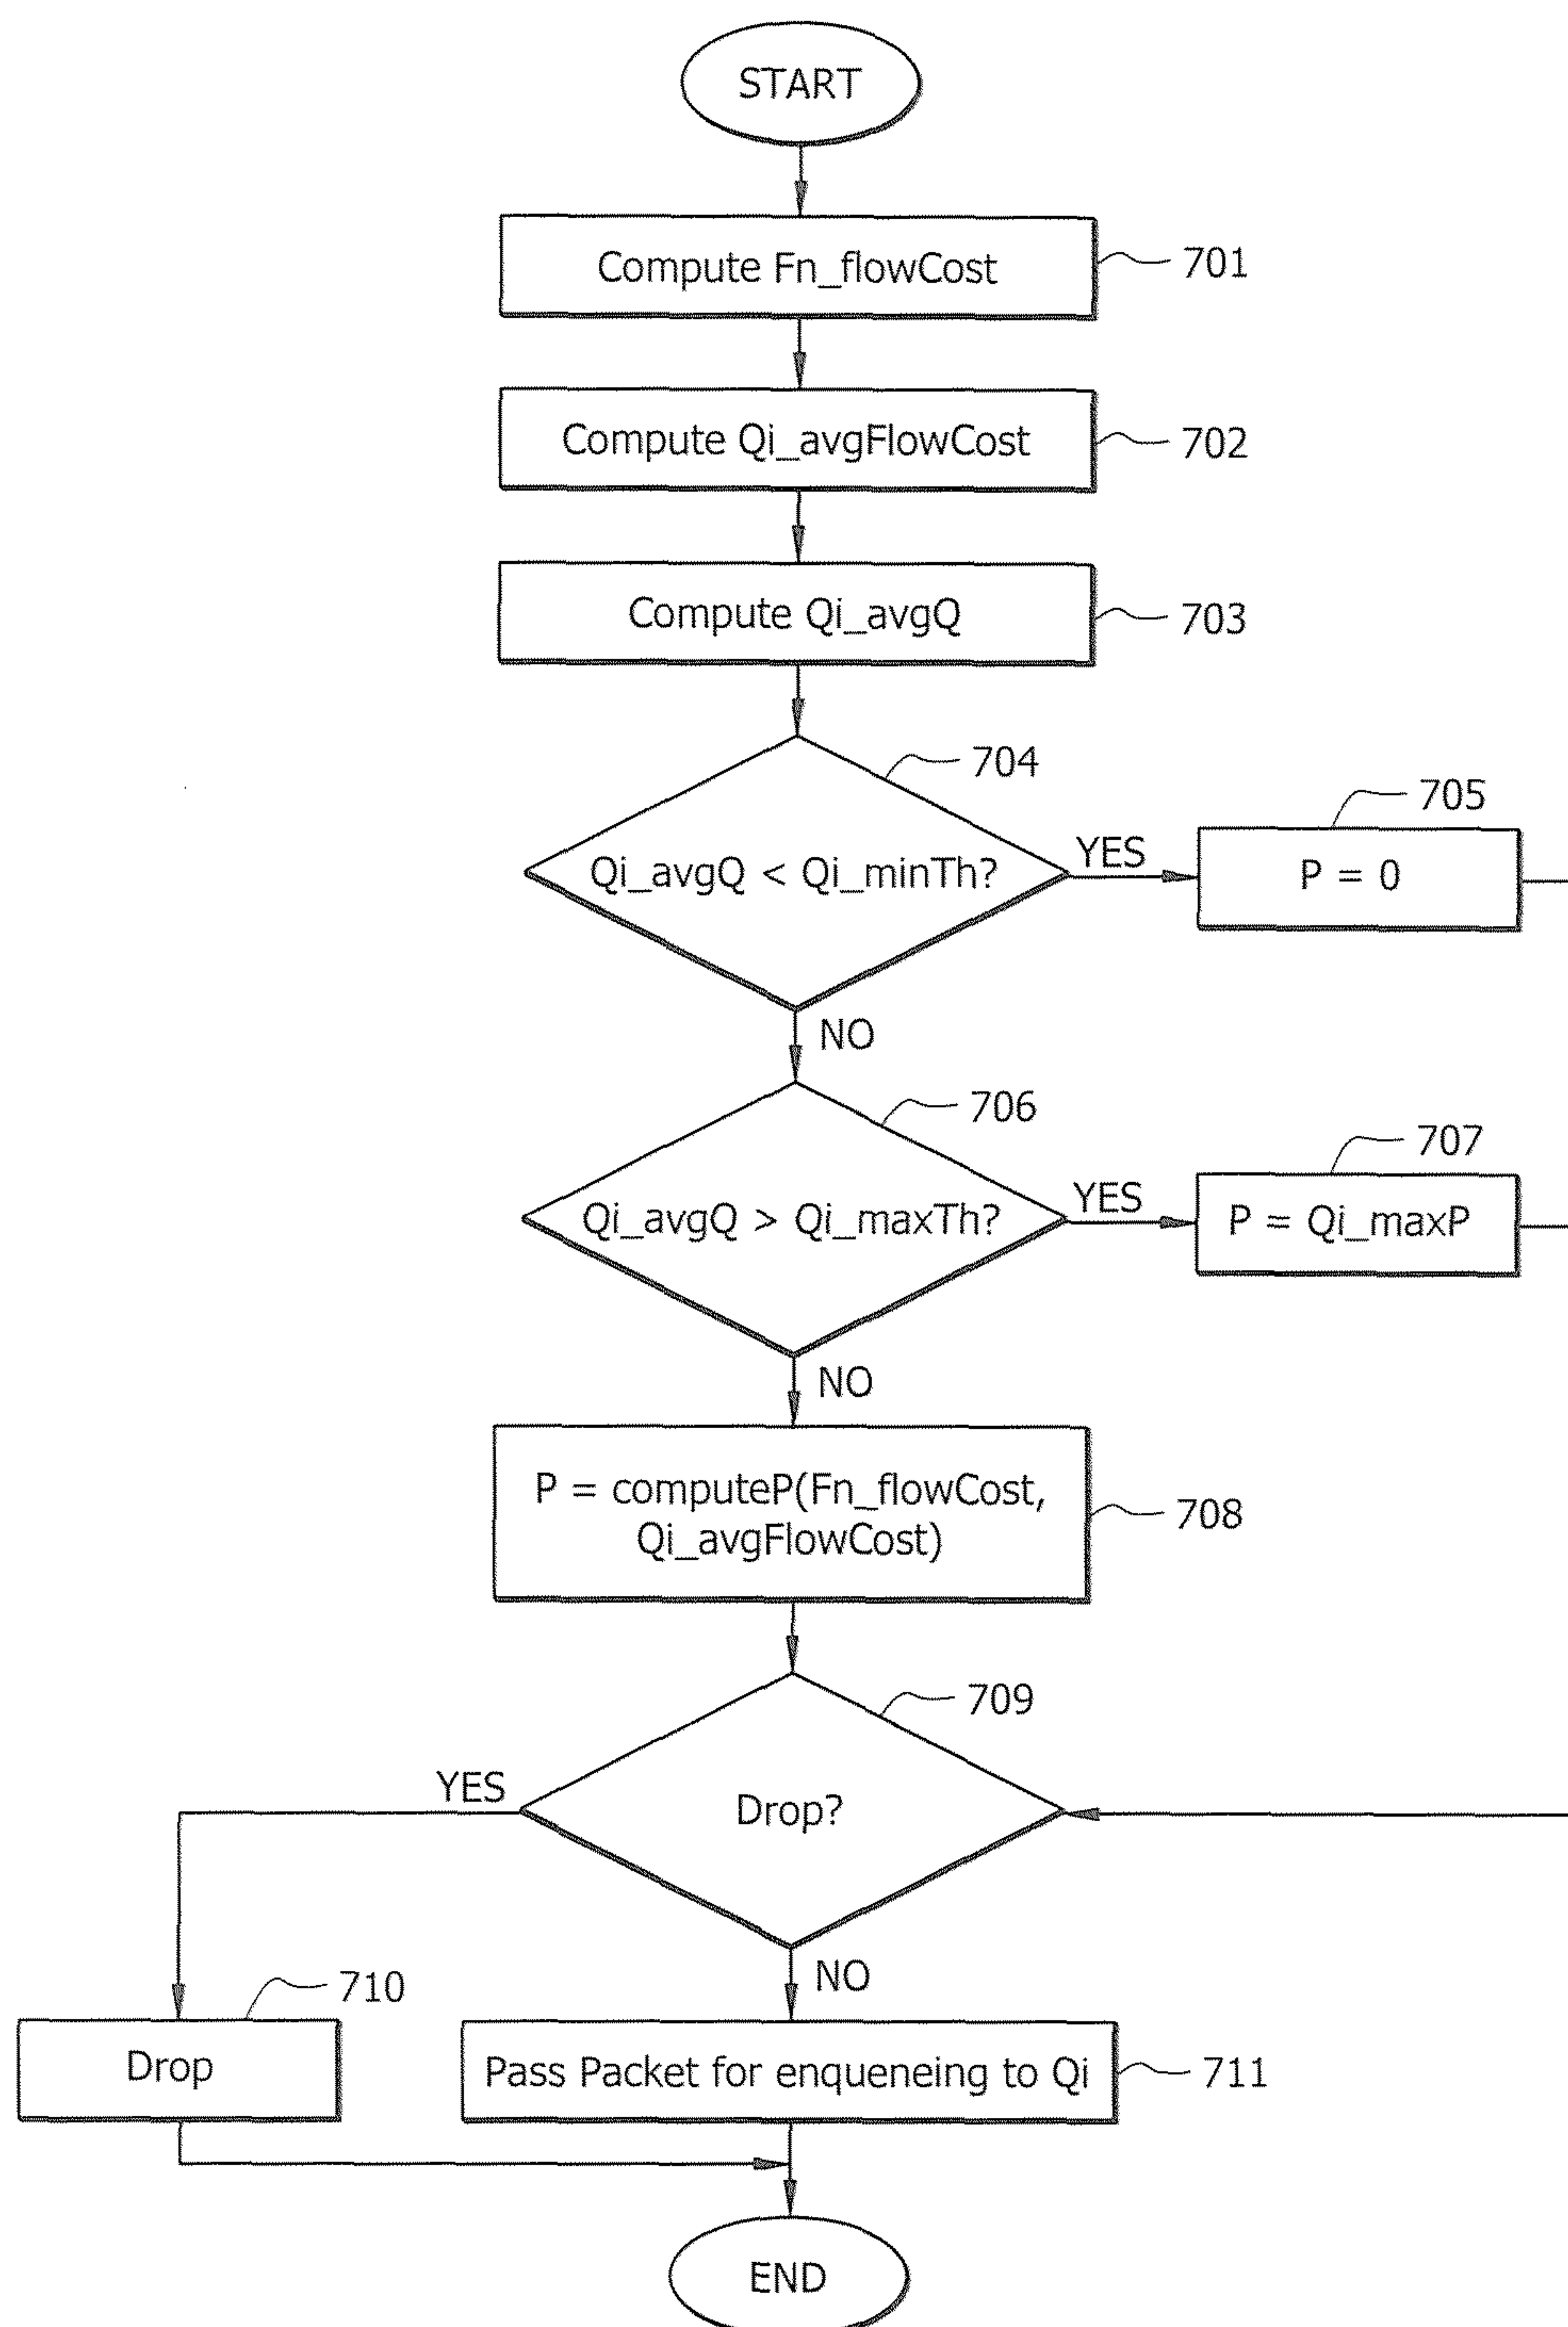 START
Compute Fn_flowCost
701
Compute Qi_avgFlowCost
702
Compute Qi_avgQ
703
704
Qi_avgQ < Qi_minTh?
YES
705
P = 0
NO
706
Qi_avgQ > Qi_maxTh?
YES
707
P = Qi_maxP
NO
P = computeP(Fn_flowCost,
Qi_avgFlowCost)
708
709
Drop?
YES
NO
710
Drop
Pass Packet for enqueneing to Qi
711
END